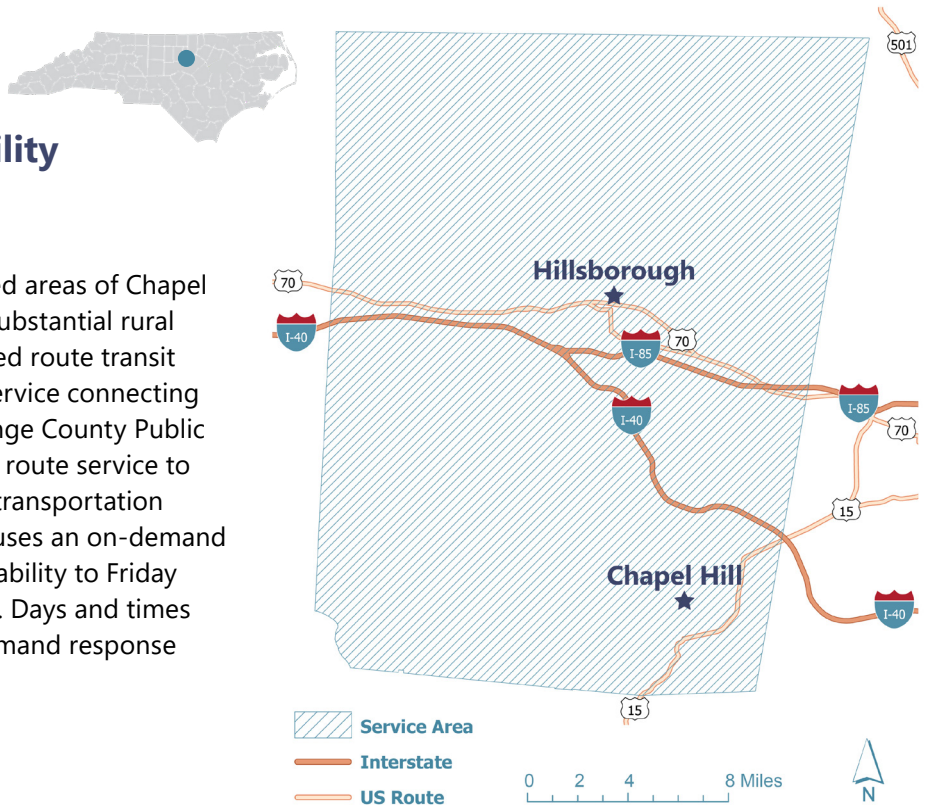 ility
ed areas of Chapel
ubstantial rural
ed route transit
ervice connecting
nge County Public
route service to
transportation
uses an on-demand
ability to Friday
. Days and times
mand response
501
Hillsborough
70
I-40
I-85
70
I-40
I-85
70
15
Chapel Hill
I-40
15
Service Area
Interstate
US Route
0 2 4 8 Miles
N